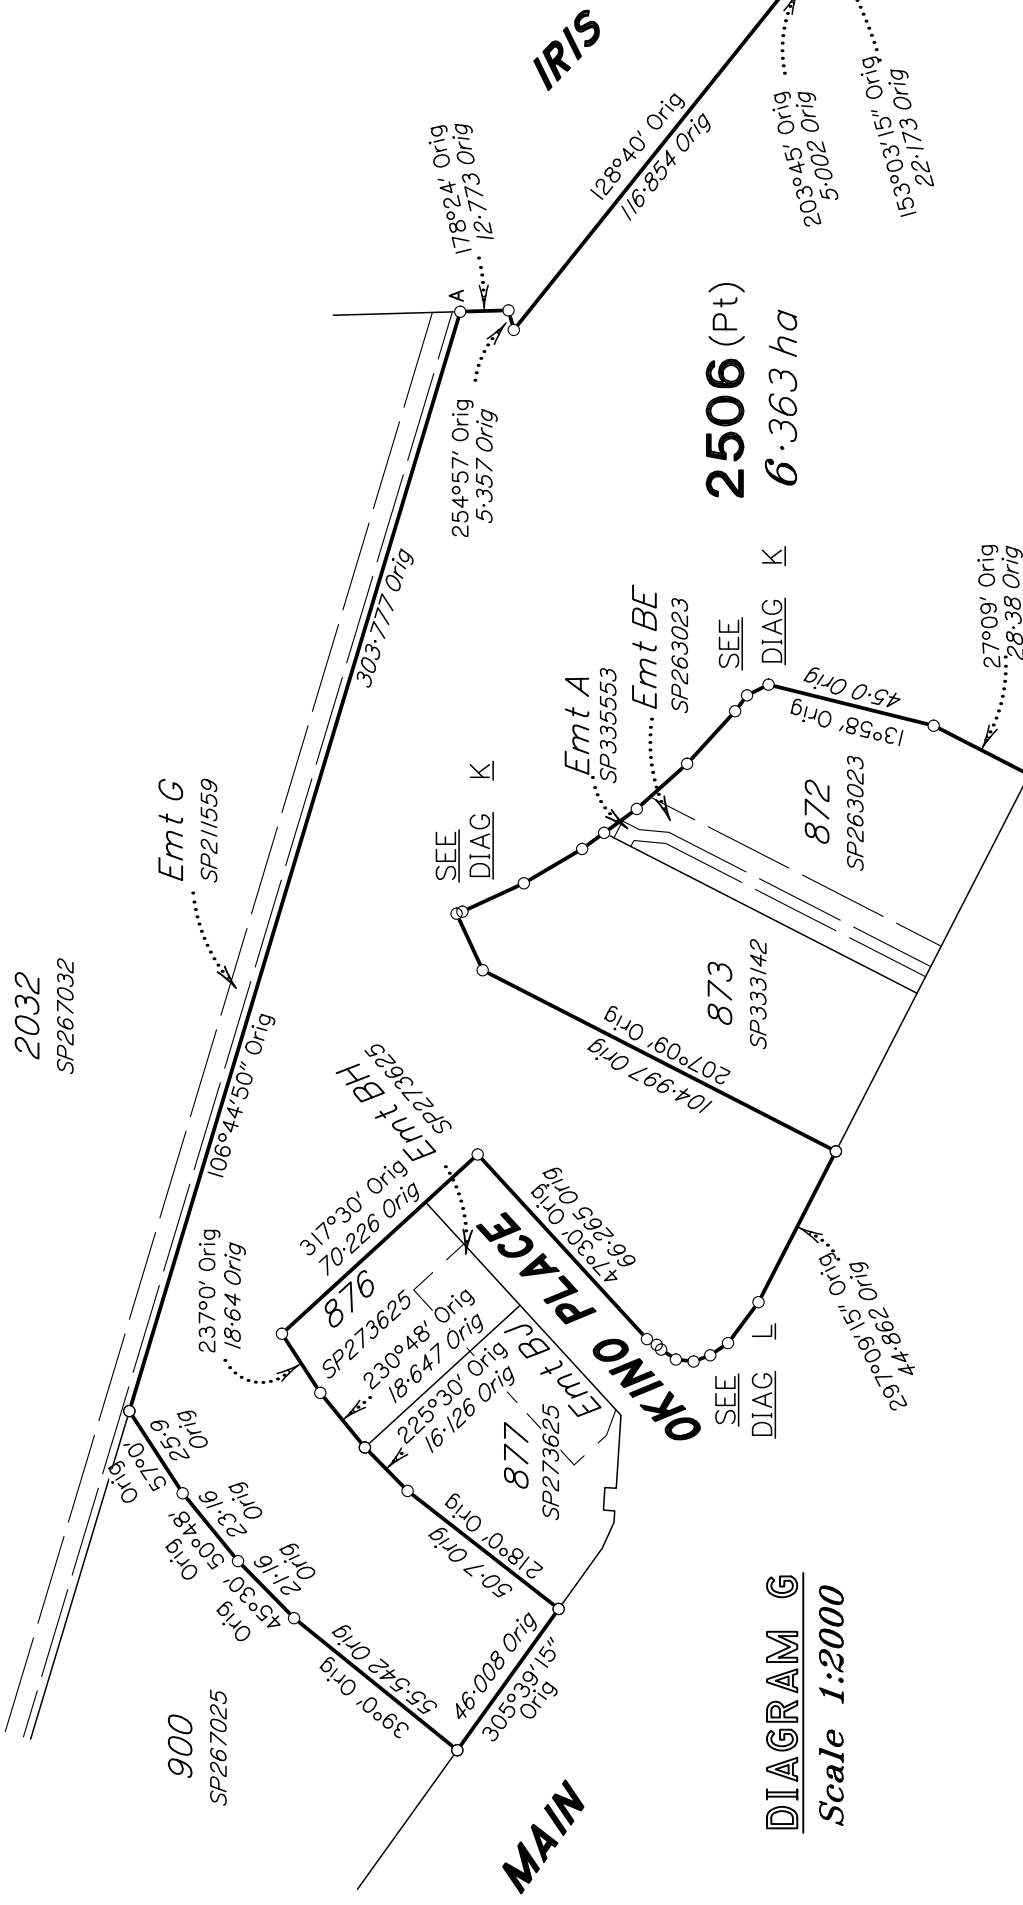 2032
SP267032
Emt G
SP211559
303·777 Orig
106°44'50" Orig
IRIS
178°24' Orig
12·773 Orig
A
128°40' Orig
116·854 Orig
203°45' Orig
5·002 Orig
153°03'15" Orig
22·173 Orig
254°57' Orig
5·357 Orig
2506 (Pt)
6·363 ha
SEE
DIAG K
Emt A
SP335553
Emt BE
SP263023
SEE
DIAG K
13°58' Orig
45·0 Orig
27°09' Orig
28·38 Orig
872
SP263023
873
SP333142
207°09' Orig
104·997 Orig
Emt BH
SP273625
317°30' Orig
70·226 Orig
237°0' Orig
18·64 Orig
876
SP273625
230°48' Orig
18·647 Orig
225°30' Orig
16·126 Orig
Emt BJ
877
SP273625
OKINO PLACE
47°30' Orig
66·265 Orig
SEE
DIAG L
297°09'15" Orig
44·862 Orig
57°0'
Orig
25·9
Orig
50°48'
Orig
23·16
Orig
45°30'
Orig
21·16
Orig
39°0' Orig
55·542 Orig
218°0' Orig
50·7 Orig
46·008 Orig
305°39'15"
Orig
900
SP267025
MAIN
DIAGRAM G
Scale 1:2000